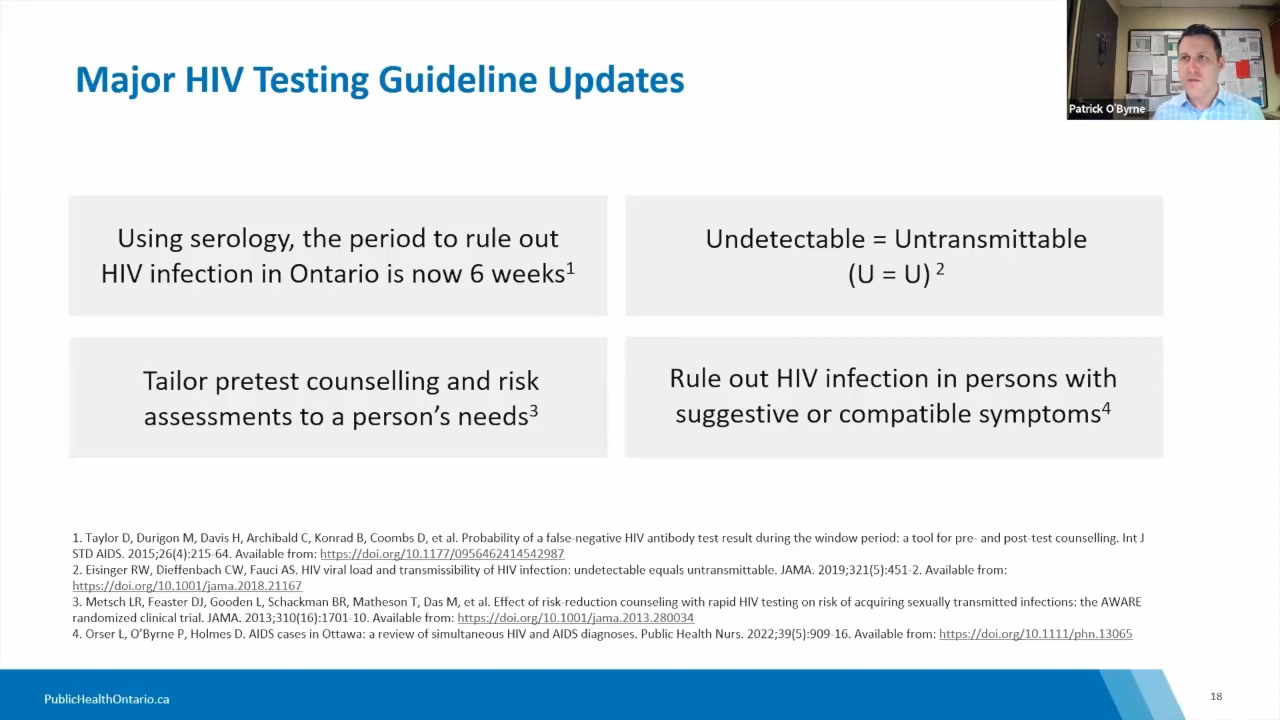 Major HIV Testing Guideline Updates
Patrick O'Byrne
Using serology, the period to rule out
HIV infection in Ontario is now 6 weeks1
Undetectable = Untransmittable
(U = U) 2
Tailor pretest counselling and risk
assessments to a person's needs3
Rule out HIV infection in persons with
suggestive or compatible symptoms4
1. Taylor D, Durigon M, Davis H, Archibald C, Konrad B, Coombs D, et al. Probability of a false-negative HIV antibody test result during the window period: a tool for pre- and post-test counselling. Int J
STD AIDS. 2015;26(4):215-64. Available from: https://doi.org/10.1177/0956462414542987
2. Eisinger RW, Dieffenbach CW, Fauci AS. HIV viral load and transmissibility of HIV infection: undetectable equals untransmittable. JAMA. 2019;321(5):451-2. Available from:
https://doi.org/10.1001/jama.2018.21167
3. Metsch LR, Feaster DJ, Gooden L, Schackman BR, Matheson T, Das M, et al. Effect of risk-reduction counseling with rapid HIV testing on risk of acquiring sexually transmitted infections: the AWARE
randomized clinical trial. JAMA. 2013;310(16):1701-10. Available from: https://doi.org/10.1001/jama.2013.280034
4. Orser L, O'Byrne P, Holmes D. AIDS cases in Ottawa: a review of simultaneous HIV and AIDS diagnoses. Public Health Nurs. 2022;39(5):909-16. Available from: https://doi.org/10.1111/phn.13065
PublicHealthOntario.ca
18